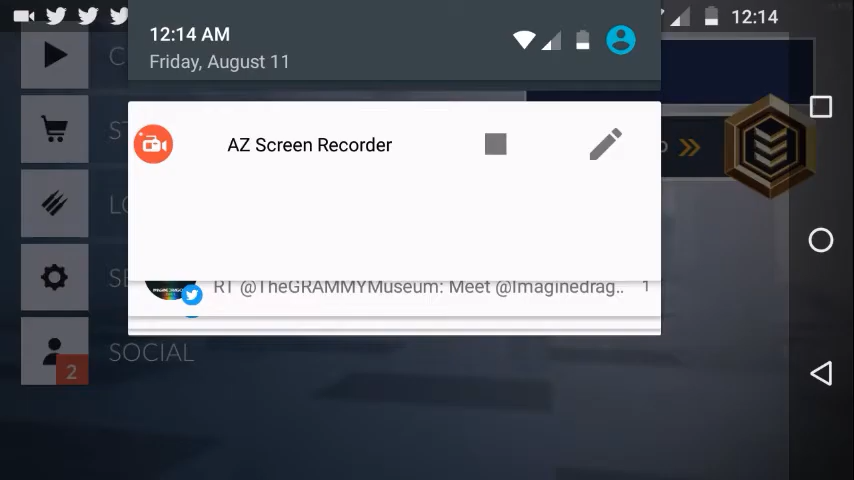 12:14
12:14 AM
Friday, August 11
AZ Screen Recorder
RT @TheGRAMMYMuseum: Meet @Imaginedrag..
1
SOCIAL
2